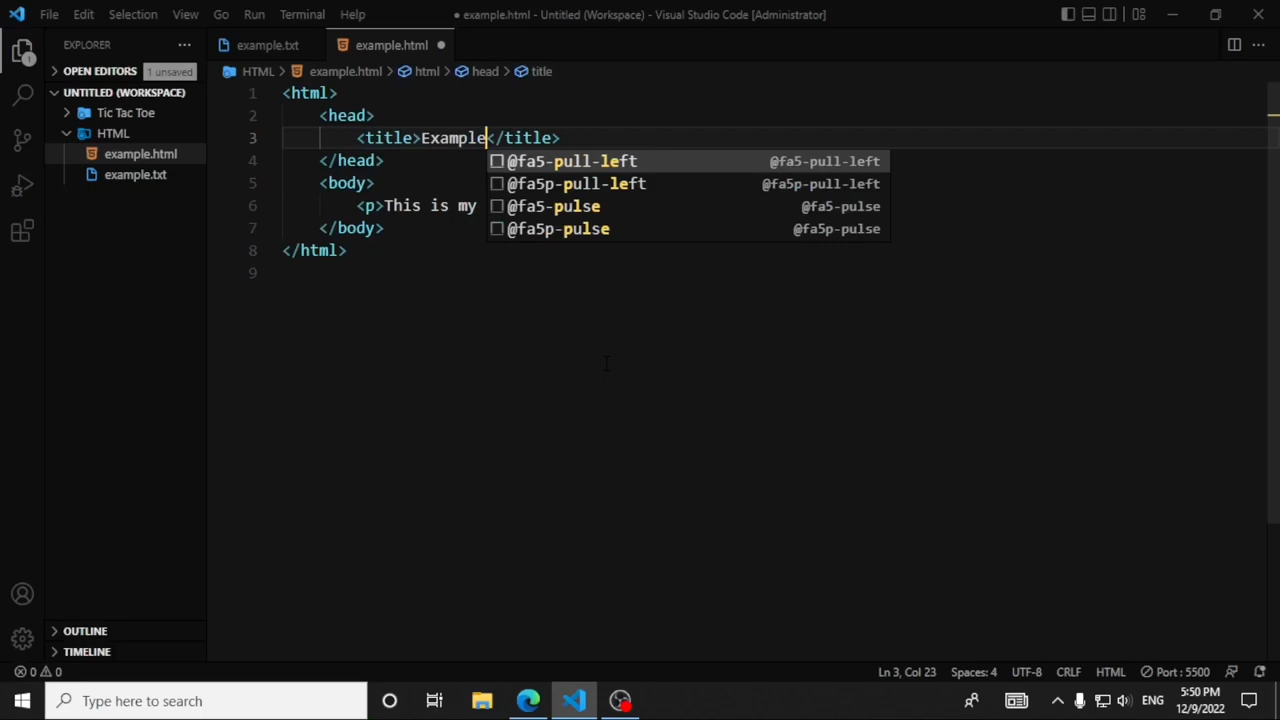 File Edit Selection View Go Run Terminal Help
● example.html - Untitled (Workspace) - Visual Studio Code [Administrator]
EXPLORER
example.txt
example.html
OPEN EDITORS 1 unsaved
UNTITLED (WORKSPACE)
Tic Tac Toe
HTML
example.html
example.txt
OUTLINE
TIMELINE
HTML > example.html > html > head > title
1 <html>
2 <head>
3 <title>Example</title>
4 </head>
5 <body>
6 <p>This is my
7 </body>
8 </html>
9
@fa5-pull-left @fa5-pull-left
@fa5p-pull-left @fa5p-pull-left
@fa5-pulse @fa5-pulse
@fa5p-pulse @fa5p-pulse
1
0 0
Ln 3, Col 23 Spaces: 4 UTF-8 CRLF HTML Port : 5500
Type here to search
ENG
5:50 PM
12/9/2022